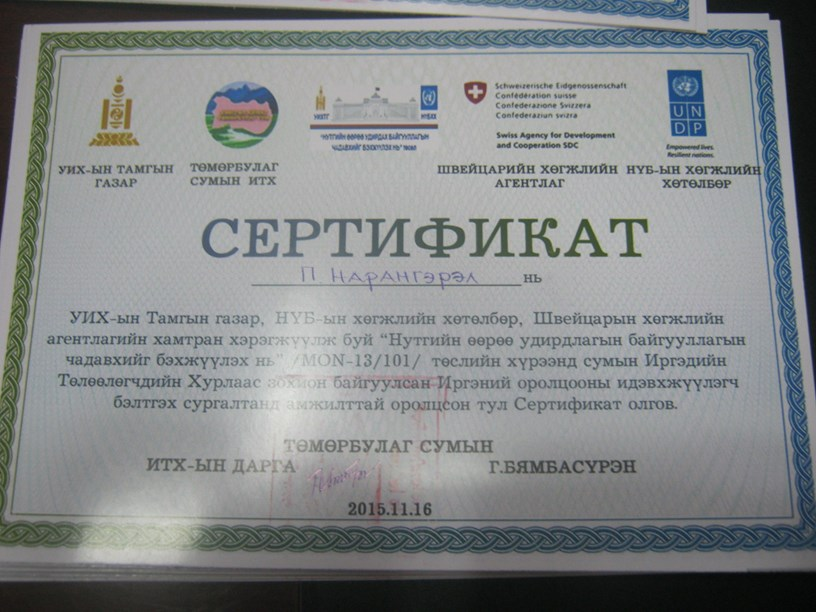 УИХ-ЫН ТАМГЫН
ГАЗАР
ТӨМӨРБУЛАГ
СУМЫН ИТХ
"НУТГИЙН ӨӨРӨӨ УДИРДАХ БАЙГУУЛЛАГЫН
ЧАДАВХИЙГ БЭХЖҮҮЛЭХ НЬ" ТӨСӨЛ
Schweizerische Eidgenossenschaft
Confédération suisse
Confederazione Svizzera
Confederaziun svizra
Swiss Agency for Development
and Cooperation SDC
ШВЕЙЦАРИЙН ХӨГЖЛИЙН
АГЕНТЛАГ
UN
DP
Empowered lives.
Resilient nations.
НҮБ-ЫН ХӨГЖЛИЙН
ХӨТӨЛБӨР
СЕРТИФИКАТ
П НАРАНГЭРЭЛ нь
УИХ-ын Тамгын газар, НҮБ-ын хөгжлийн хөтөлбөр, Швейцарын хөгжлийн
агентлагийн хамтран хэрэгжүүлж буй "Нутгийн өөрөө удирдлагын байгууллагын
чадавхийг бэхжүүлэх нь" /MON-13/101/ төслийн хүрээнд сумын Иргэдийн
Төлөөлөгчдийн Хурлаас зохион байгуулсан Иргэний оролцооны идэвхжүүлэгч
бэлтгэх сургалтанд амжилттай оролцсон тул Сертификат олгов.
ТӨМӨРБУЛАГ СУМЫН
ИТХ-ЫН ДАРГА Г.БЯМБАСҮРЭН
2015.11.16